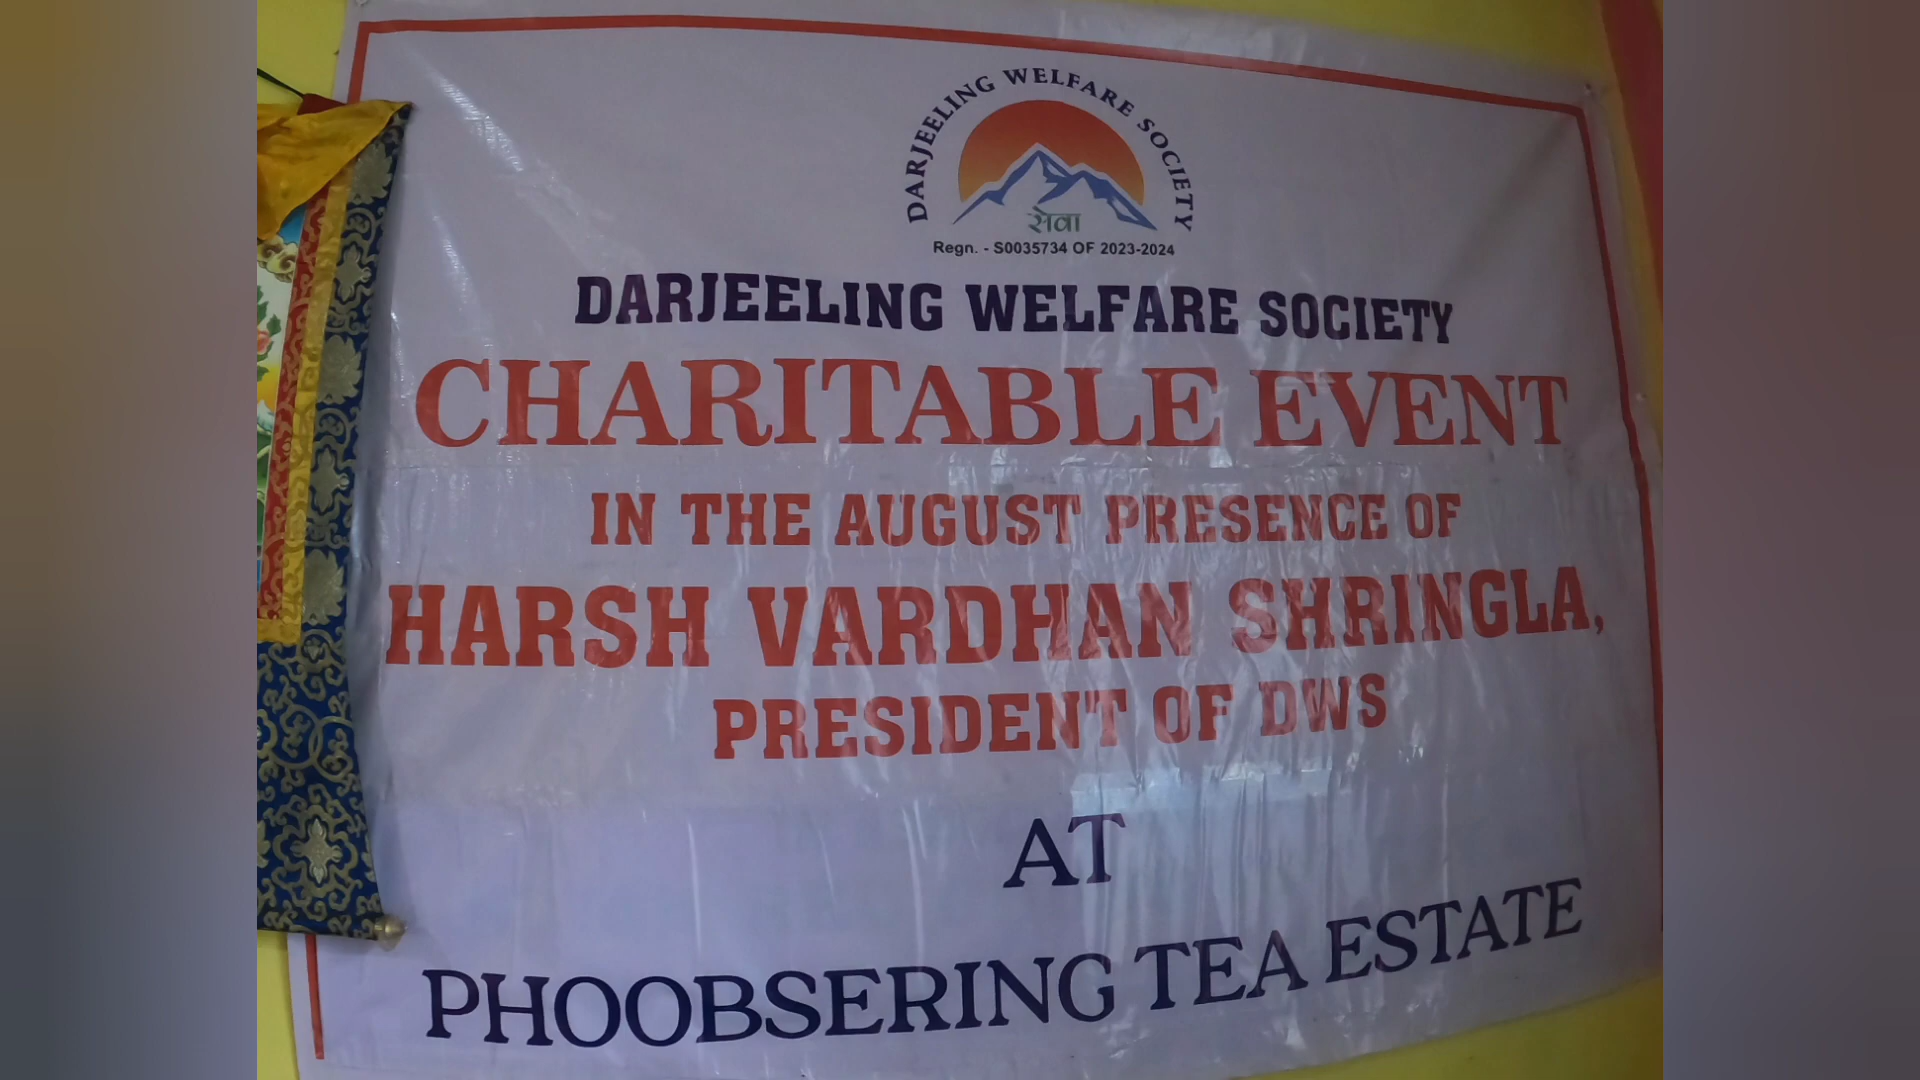 DARJEELING WELFARE SOCIETY
सेवा
Regn. - S0035734 OF 2023-2024
DARJEELING WELFARE SOCIETY
CHARITABLE EVENT
IN THE AUGUST PRESENCE OF
HARSH VARDHAN SHRINGLA,
PRESIDENT OF DWS
AT
PHOOBSERING TEA ESTATE